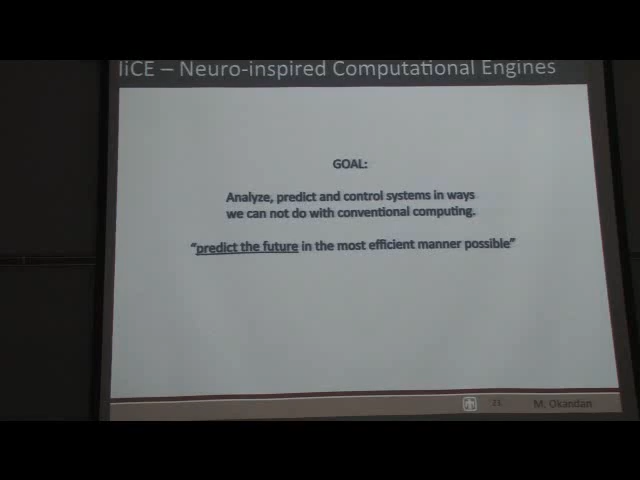 IiCE – Neuro-inspired Computational Engines
GOAL:
Analyze, predict and control systems in ways
we can not do with conventional computing.
“predict the future in the most efficient manner possible”
M. Okandan